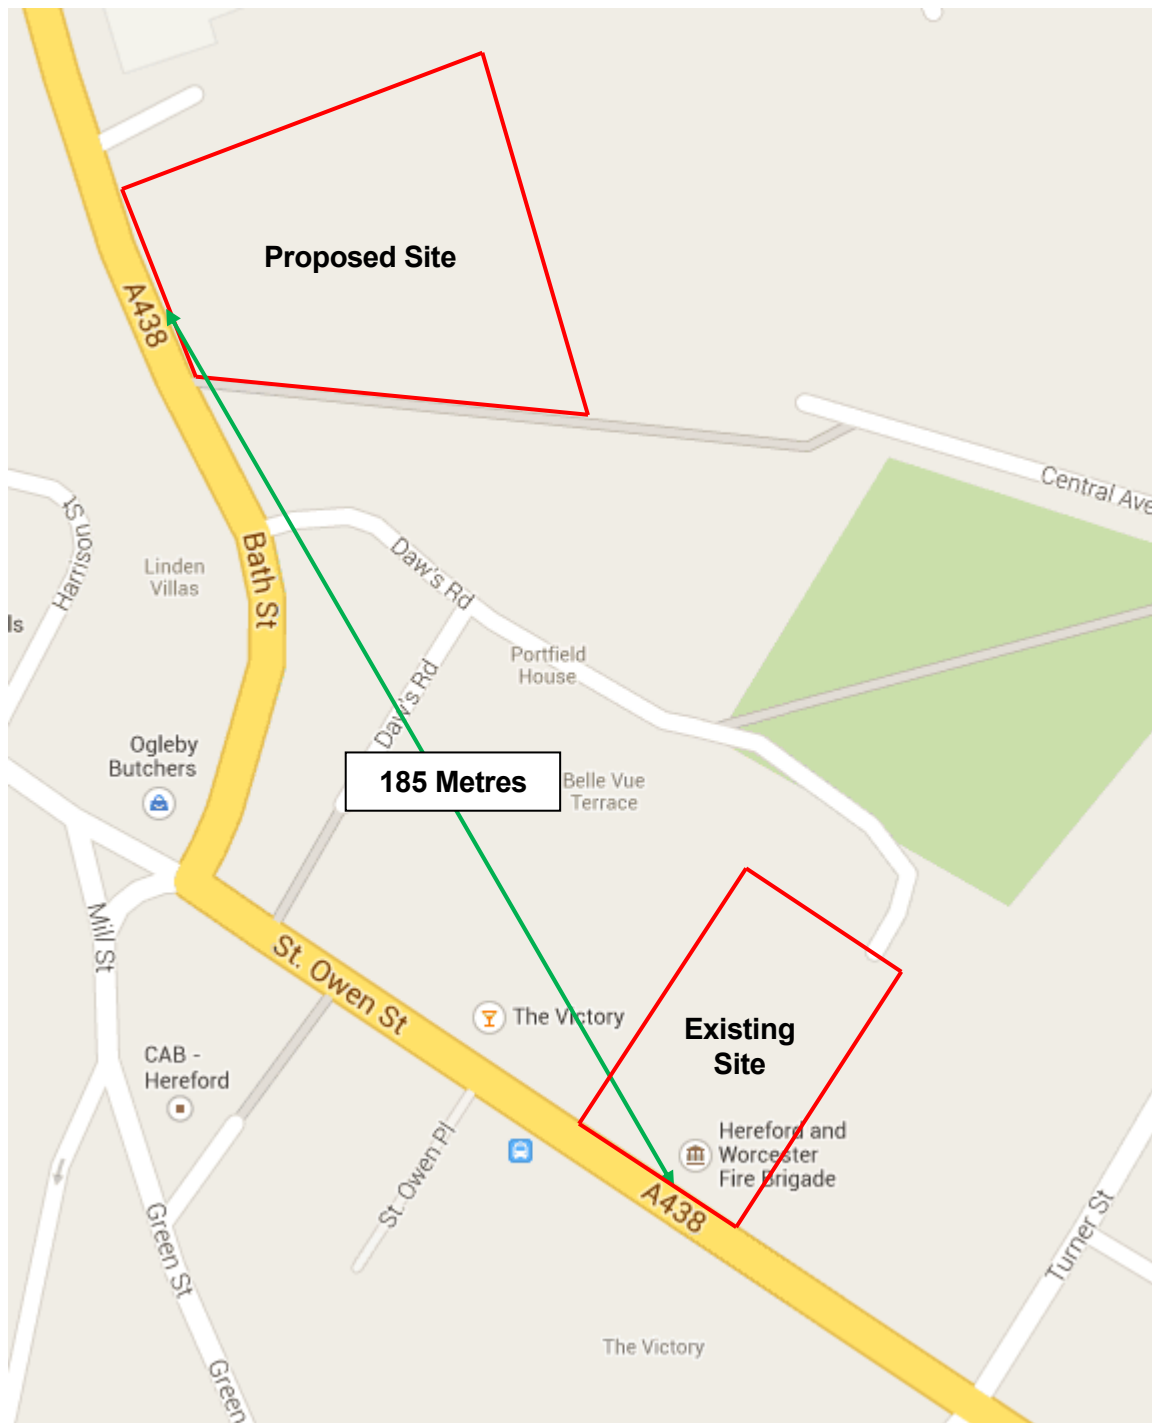 Proposed Site
A438
Central Ave
Harrison St
Bath St
Linden
Villas
Daw's Rd
ls
Portfield
House
Daw's Rd
Ogleby
Butchers
185 Metres
Belle Vue
Terrace
Mill St
St. Owen St
The Victory
Existing
Site
CAB -
Hereford
Hereford and
Worcester
Fire Brigade
St. Owen Pl
A438
Green St
Turner St
The Victory
Green